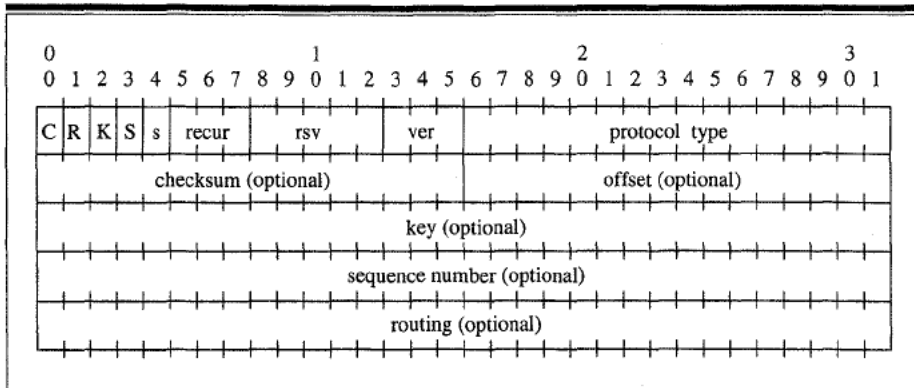 0 1 2 3
0 1 2 3 4 5 6 7 8 9 0 1 2 3 4 5 6 7 8 9 0 1 2 3 4 5 6 7 8 9 0 1
C R K S s recur rsv ver protocol type
checksum (optional) offset (optional)
key (optional)
sequence number (optional)
routing (optional)